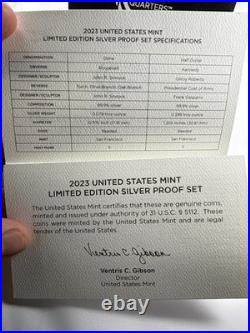 QUARTERS™
2023 UNITED STATES MINT
LIMITED EDITION SILVER PROOF SET SPECIFICATIONS
DENOMINATION Dime Half Dollar
OBVERSE Roosevelt Kennedy
DESIGNER/SCULPTOR John R. Sinnock Gilroy Roberts
REVERSE Torch, Olive Branch, Oak Branch Presidential Coat of Arms
DESIGNER/SCULPTOR John R. Sinnock Frank Gasparro
COMPOSITION 99.9% silver 99.9% silver
SILVER WEIGHT
DIAMETER
EDGE Reeded Reeded
MINT San Francisco San Francisco
2023 UNITED STATES MINT
LIMITED EDITION SILVER PROOF SET
The United States Mint certifies that these are genuine coins,
minted and issued under authority of 31 U.S.C. § 5112. These
coins were minted by the United States Mint and are legal
tender of the United States.
Ventris C. Gibson
Ventris C. Gibson
Director
United States Mint